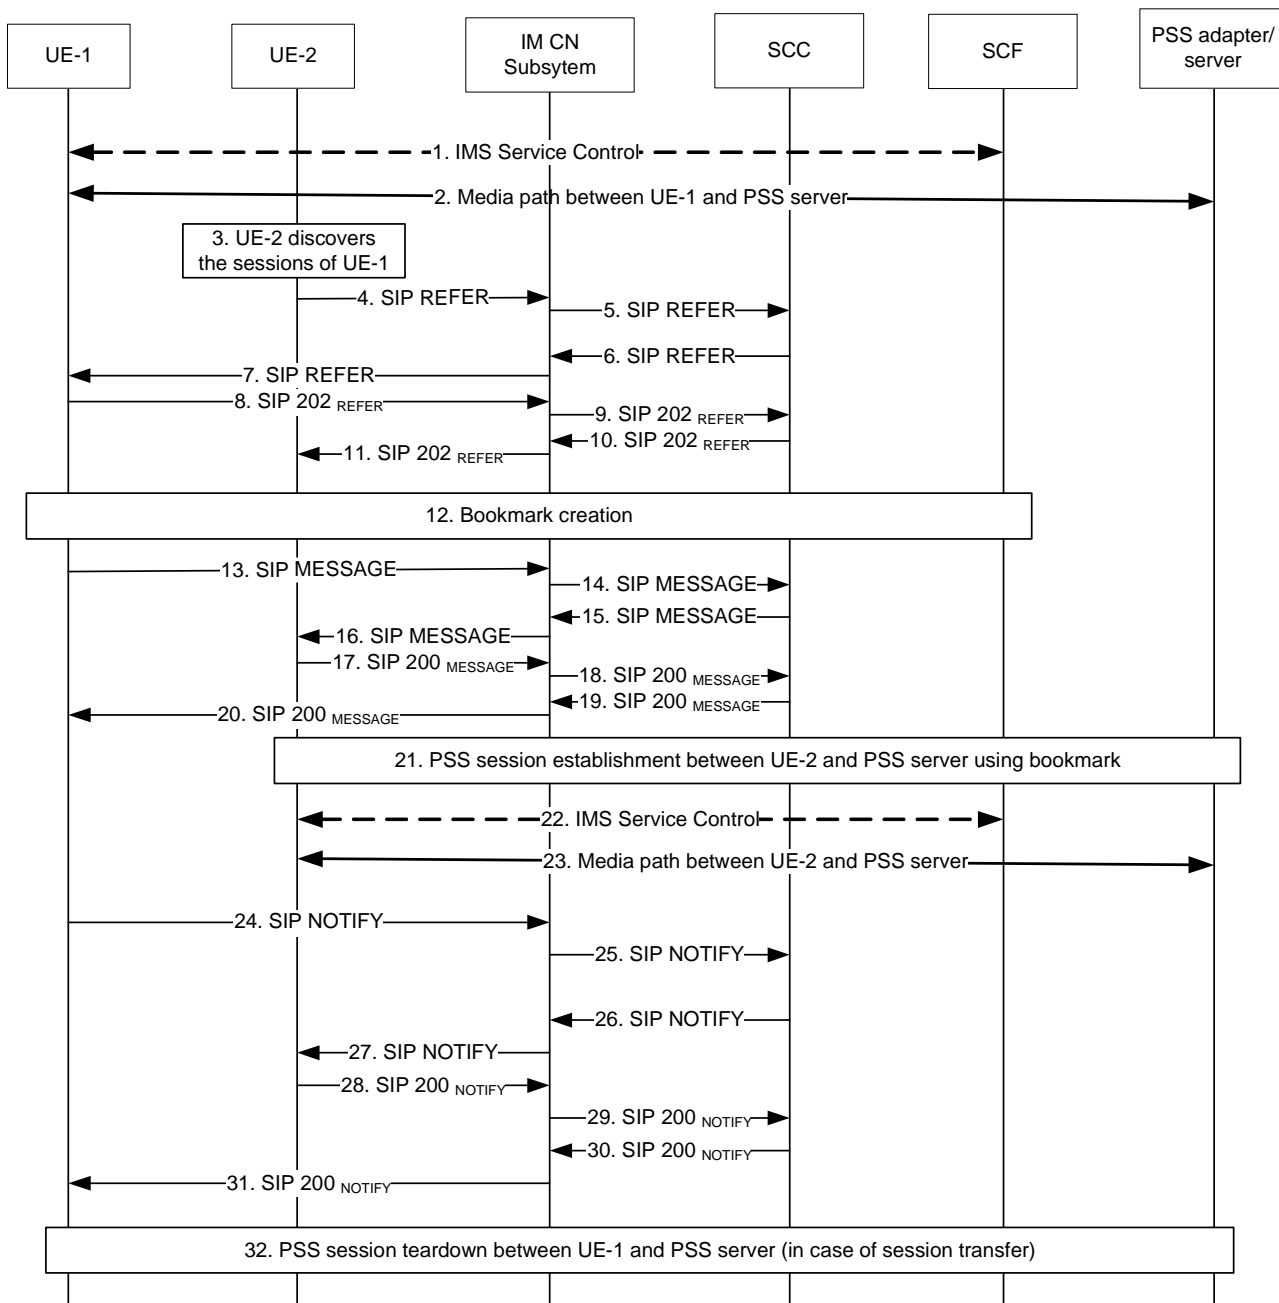 UE-1
UE-2
IM CN
Subsytem
SCC
SCF
PSS adapter/
server
1. IMS Service Control
2. Media path between UE-1 and PSS server
3. UE-2 discovers
the sessions of UE-1
4. SIP REFER
5. SIP REFER
6. SIP REFER
7. SIP REFER
8. SIP 202 REFER
9. SIP 202 REFER
10. SIP 202 REFER
11. SIP 202 REFER
12. Bookmark creation
13. SIP MESSAGE
14. SIP MESSAGE
15. SIP MESSAGE
16. SIP MESSAGE
17. SIP 200 MESSAGE
18. SIP 200 MESSAGE
19. SIP 200 MESSAGE
20. SIP 200 MESSAGE
21. PSS session establishment between UE-2 and PSS server using bookmark
22. IMS Service Control
23. Media path between UE-2 and PSS server
24. SIP NOTIFY
25. SIP NOTIFY
26. SIP NOTIFY
27. SIP NOTIFY
28. SIP 200 NOTIFY
29. SIP 200 NOTIFY
30. SIP 200 NOTIFY
31. SIP 200 NOTIFY
32. PSS session teardown between UE-1 and PSS server (in case of session transfer)